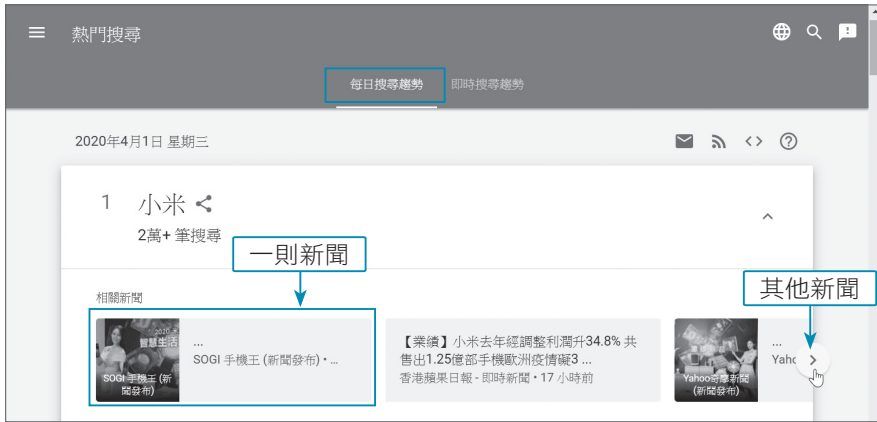 熱門搜尋
每日搜尋趨勢 即時搜尋趨勢
2020年4月1日 星期三
1 小米
2萬+ 筆搜尋
一則新聞
其他新聞
相關新聞
2020
智慧生活
SOGI 手機王 (新
聞發布)
...
SOGI 手機王 (新聞發布) • ...
【業績】小米去年經調整利潤升34.8% 共
售出1.25億部手機歐洲疫情礙3 ...
香港蘋果日報 - 即時新聞 • 17 小時前
Yahoo奇摩新聞
(新聞發布)
...
Yahc